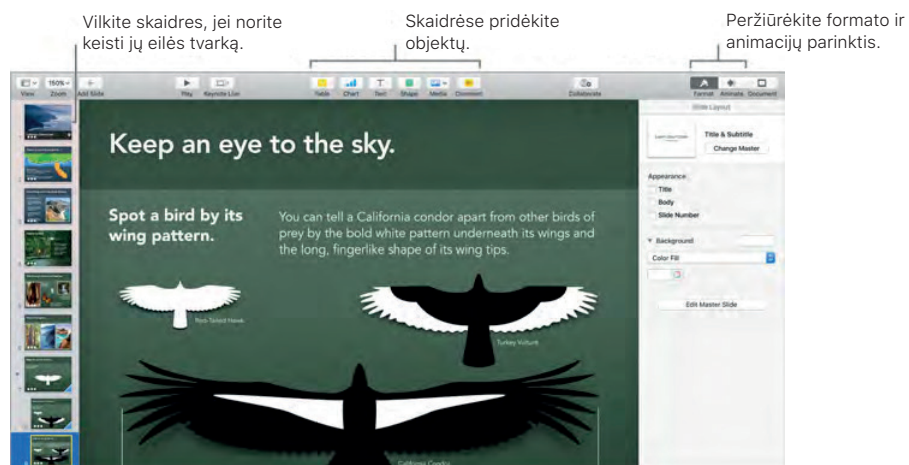 Vilkite skaidres, jei norite
keisti jų eilės tvarką.
Skaidrėse pridėkite
objektų.
Peržiūrėkite formato ir
animacijų parinktis.
150%
View Zoom Add Slide Play Keynote Live Table Chart Text Shape Media Comment Collaborate Format Animate Document
Slide Layout
Title & Subtitle
Change Master
Appearance
Title
Body
Slide Number
Background
Color Fill
Edit Master Slide
Keep an eye to the sky.
Spot a bird by its
wing pattern.
You can tell a California condor apart from other birds of
prey by the bold white pattern underneath its wings and
the long, fingerlike shape of its wing tips.
Red-Tailed Hawk
Turkey Vulture
California Condor